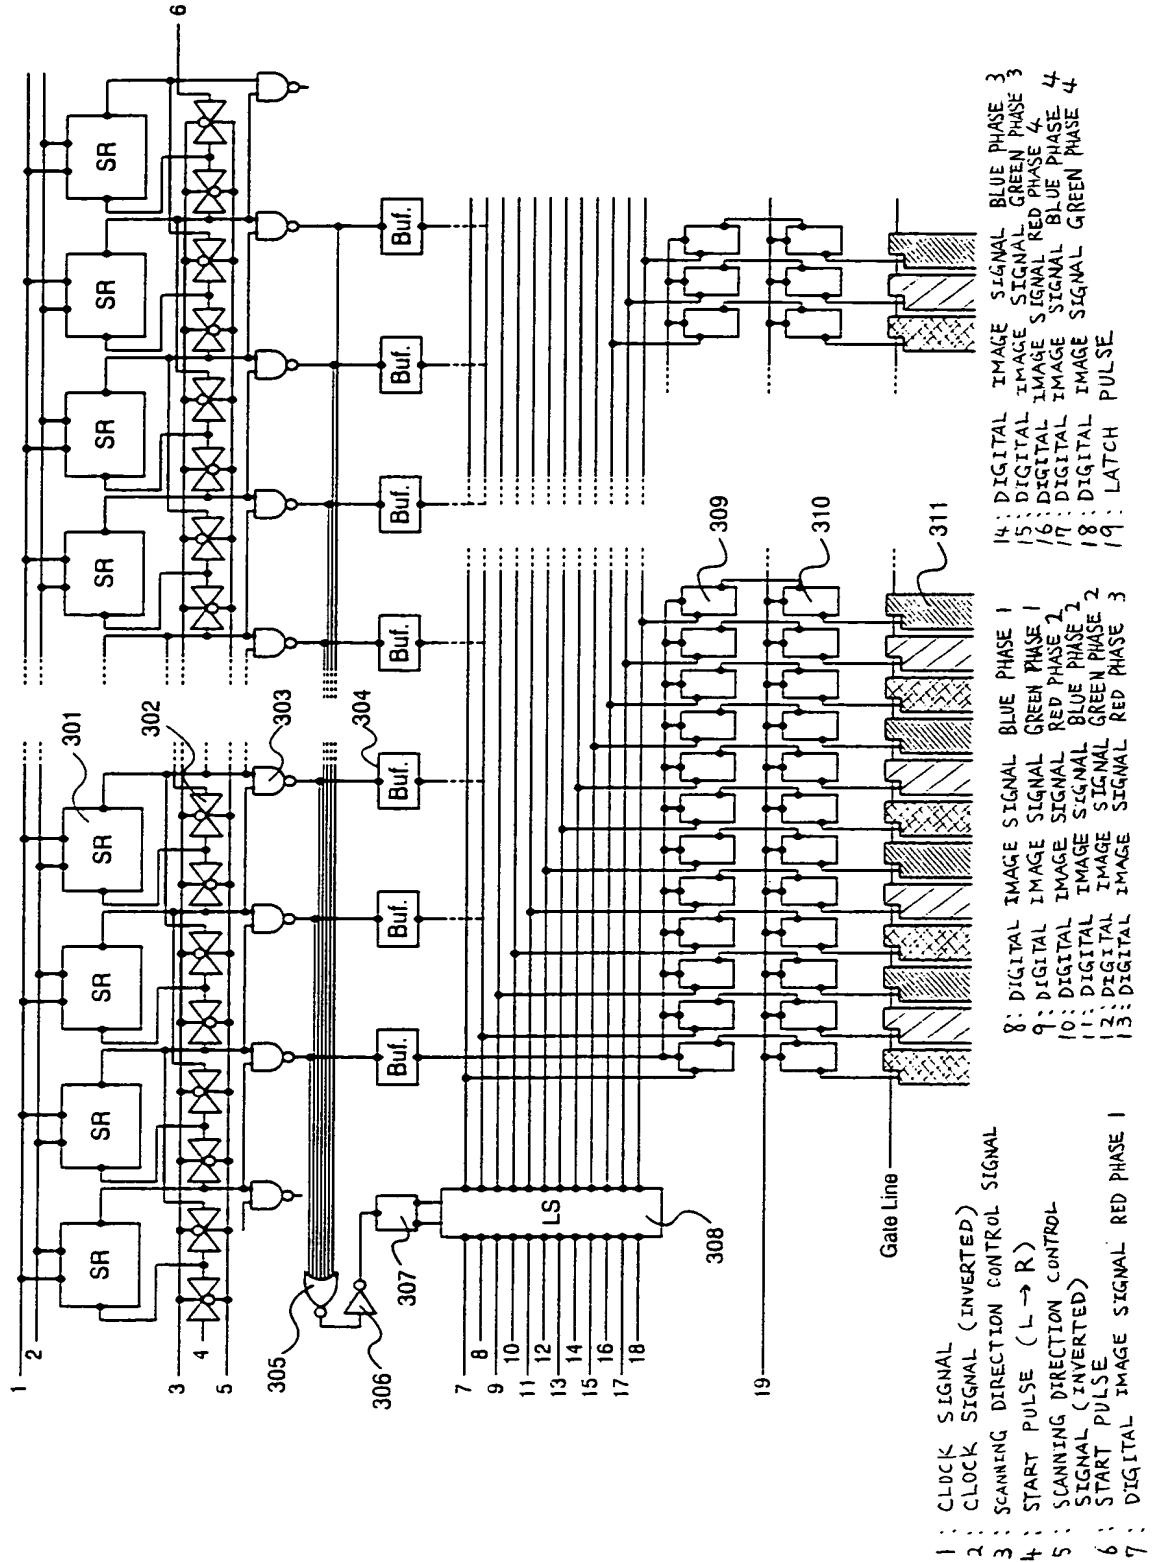 1
2
SR
SR
SR
SR
301
SR
SR
SR
SR
3
4
5
302
6
303
305
306
304
Buf.
Buf.
Buf.
Buf.
Buf.
Buf.
Buf.
307
LS
308
7
8
9
10
11
12
13
14
15
16
17
18
309
19
310
Gate Line
311
1 : CLOCK SIGNAL
2 : CLOCK SIGNAL (INVERTED)
3 : SCANNING DIRECTION CONTROL SIGNAL
4 : START PULSE (L → R)
5 : SCANNING DIRECTION CONTROL
SIGNAL (INVERTED)
6 : START PULSE
7 : DIGITAL IMAGE SIGNAL RED PHASE 1
8 : DIGITAL IMAGE SIGNAL BLUE PHASE 1
9 : DIGITAL IMAGE SIGNAL GREEN PHASE 1
10 : DIGITAL IMAGE SIGNAL RED PHASE 2
11 : DIGITAL IMAGE SIGNAL BLUE PHASE 2
12 : DIGITAL IMAGE SIGNAL GREEN PHASE 2
13 : DIGITAL IMAGE SIGNAL RED PHASE 3
14 : DIGITAL IMAGE SIGNAL BLUE PHASE 3
15 : DIGITAL IMAGE SIGNAL GREEN PHASE 3
16 : DIGITAL IMAGE SIGNAL RED PHASE 4
17 : DIGITAL IMAGE SIGNAL BLUE PHASE 4
18 : DIGITAL IMAGE SIGNAL GREEN PHASE 4
19 : LATCH PULSE